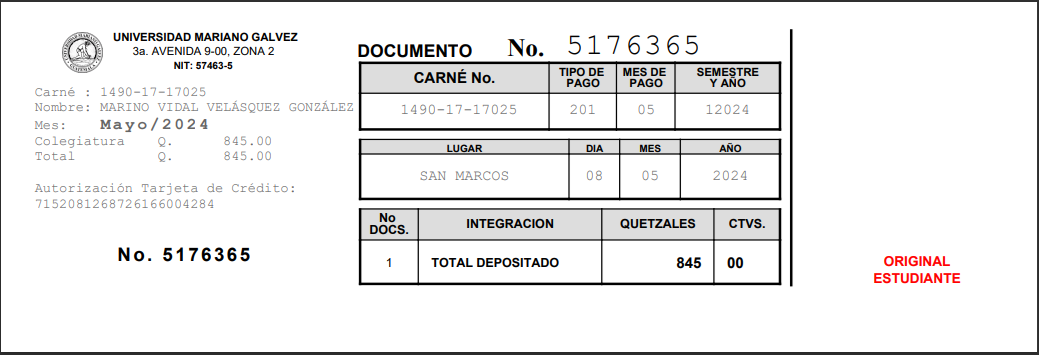 UNIVERSIDAD MARIANO GALVEZ
3a. AVENIDA 9-00, ZONA 2
NIT: 57463-5
Carné : 1490-17-17025
Nombre: MARINO VIDAL VELÁSQUEZ GONZÁLEZ
Mes: Mayo/2024
Colegiatura Q. 845.00
Total Q. 845.00
Autorización Tarjeta de Crédito:
7152081268726166004284
No. 5176365
DOCUMENTO No. 5176365
CARNÉ No. TIPO DE PAGO MES DE PAGO SEMESTRE Y AÑO
1490-17-17025 201 05 12024
LUGAR DIA MES AÑO
SAN MARCOS 08 05 2024
No DOCS. INTEGRACION QUETZALES CTVS.
1 TOTAL DEPOSITADO 845 00
ORIGINAL
ESTUDIANTE